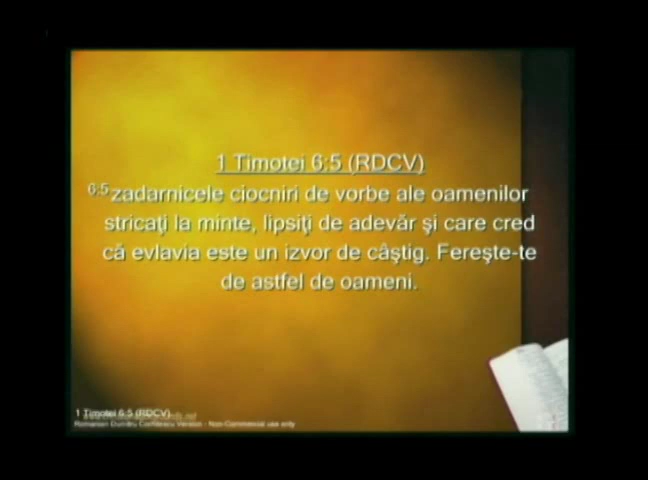 1 Timotei 6:5 (RDCV)
6:5 zadarnicele ciocniri de vorbe ale oamenilor
stricaţi la minte, lipsiţi de adevăr şi care cred
că evlavia este un izvor de câştig. Fereşte-te
de astfel de oameni.
1 Timotei 6:5 (RDCV)
Romanian Dumitru Cornilescu Version - Non-Commercial use only